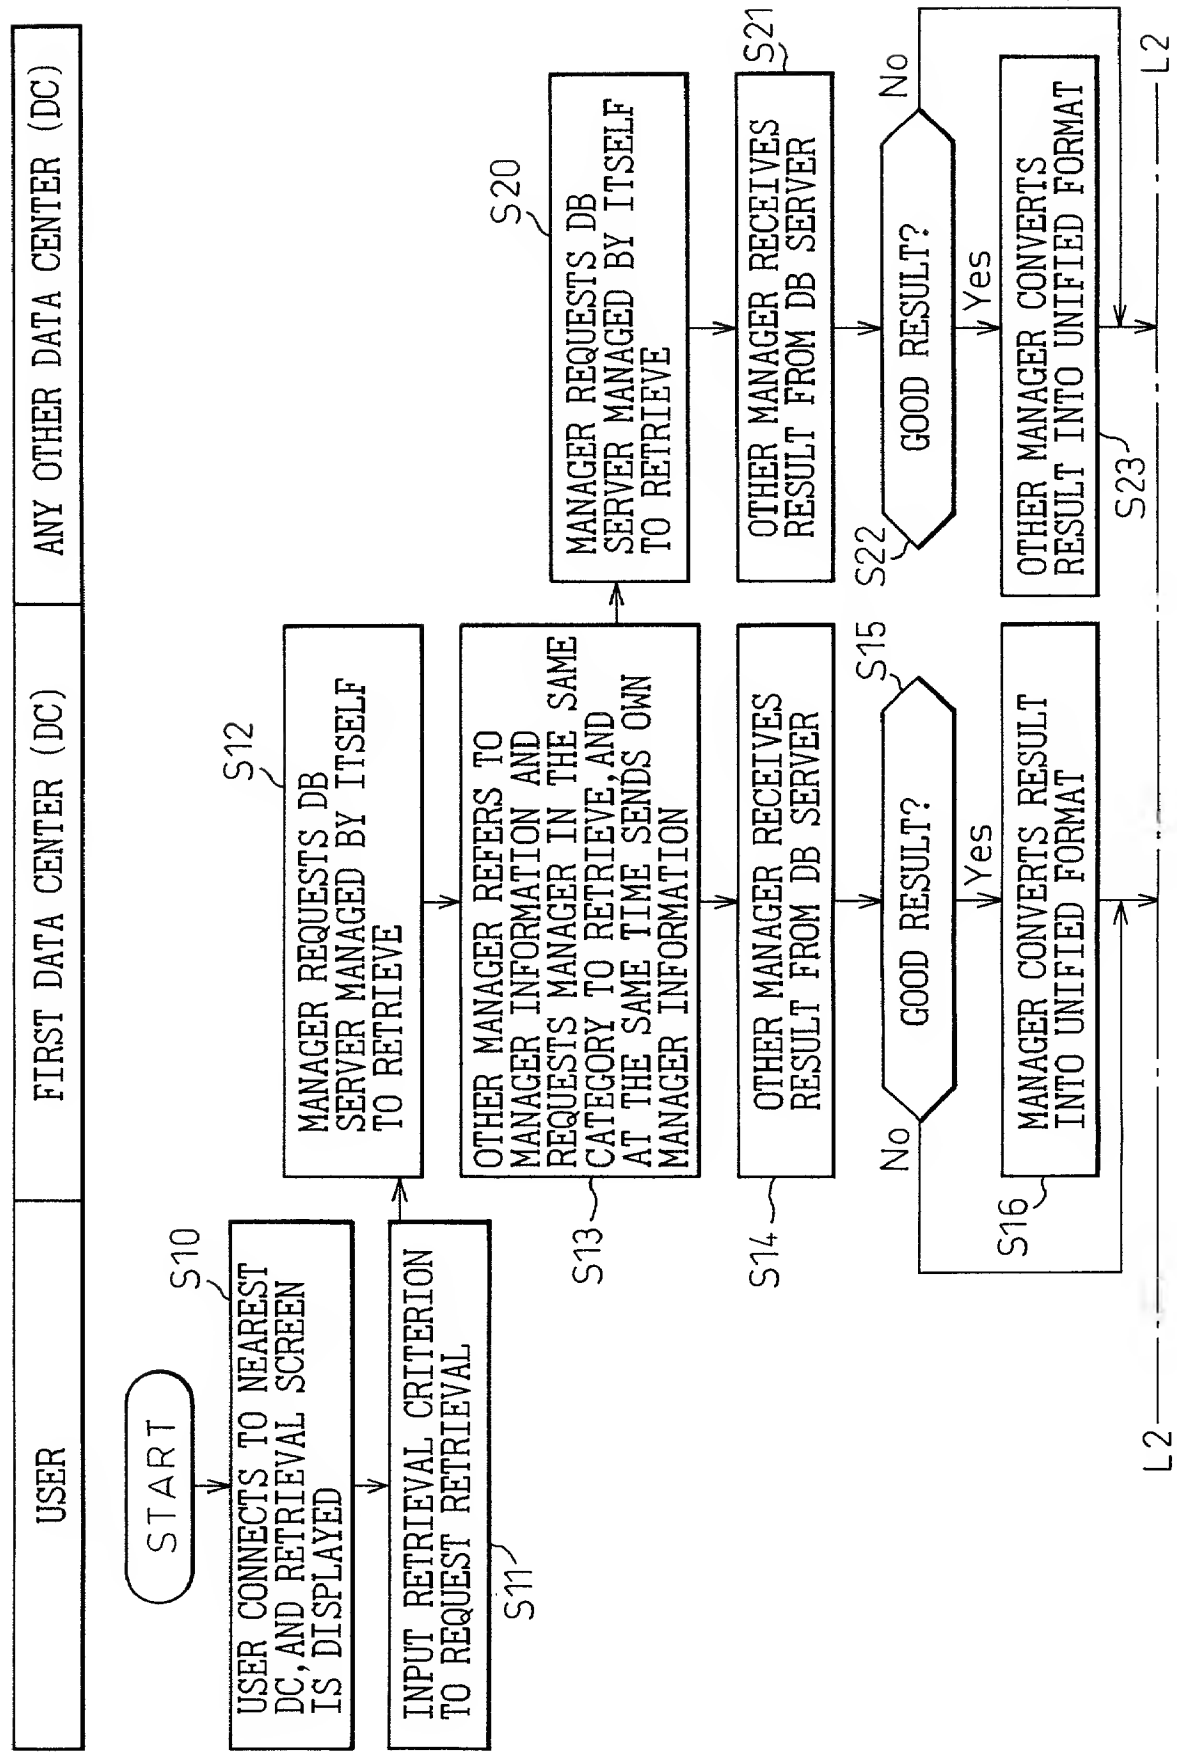 USER
FIRST DATA CENTER (DC)
ANY OTHER DATA CENTER (DC)
START
S10
USER CONNECTS TO NEAREST
DC, AND RETRIEVAL SCREEN
IS DISPLAYED
INPUT RETRIEVAL CRITERION
TO REQUEST RETRIEVAL
S11
S12
MANAGER REQUESTS DB
SERVER MANAGED BY ITSELF
TO RETRIEVE
OTHER MANAGER REFERS TO
MANAGER INFORMATION AND
REQUESTS MANAGER IN THE SAME
CATEGORY TO RETRIEVE, AND
AT THE SAME TIME SENDS OWN
MANAGER INFORMATION
S13
S20
MANAGER REQUESTS DB
SERVER MANAGED BY ITSELF
TO RETRIEVE
OTHER MANAGER RECEIVES
RESULT FROM DB SERVER
S14
OTHER MANAGER RECEIVES
RESULT FROM DB SERVER
S21
GOOD RESULT?
S15
No
Yes
GOOD RESULT?
S22
No
Yes
MANAGER CONVERTS RESULT
INTO UNIFIED FORMAT
S16
OTHER MANAGER CONVERTS
RESULT INTO UNIFIED FORMAT
S23
L2
L2